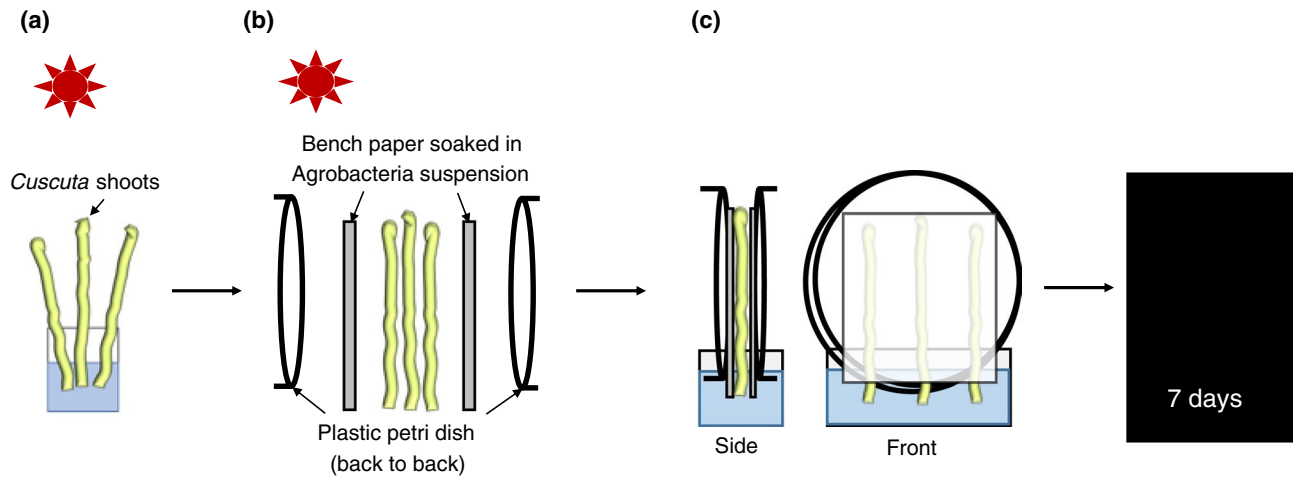 (a)
(b)
(c)
Cuscuta shoots
Bench paper soaked in
Agrobacteria suspension
Plastic petri dish
(back to back)
Side
Front
7 days